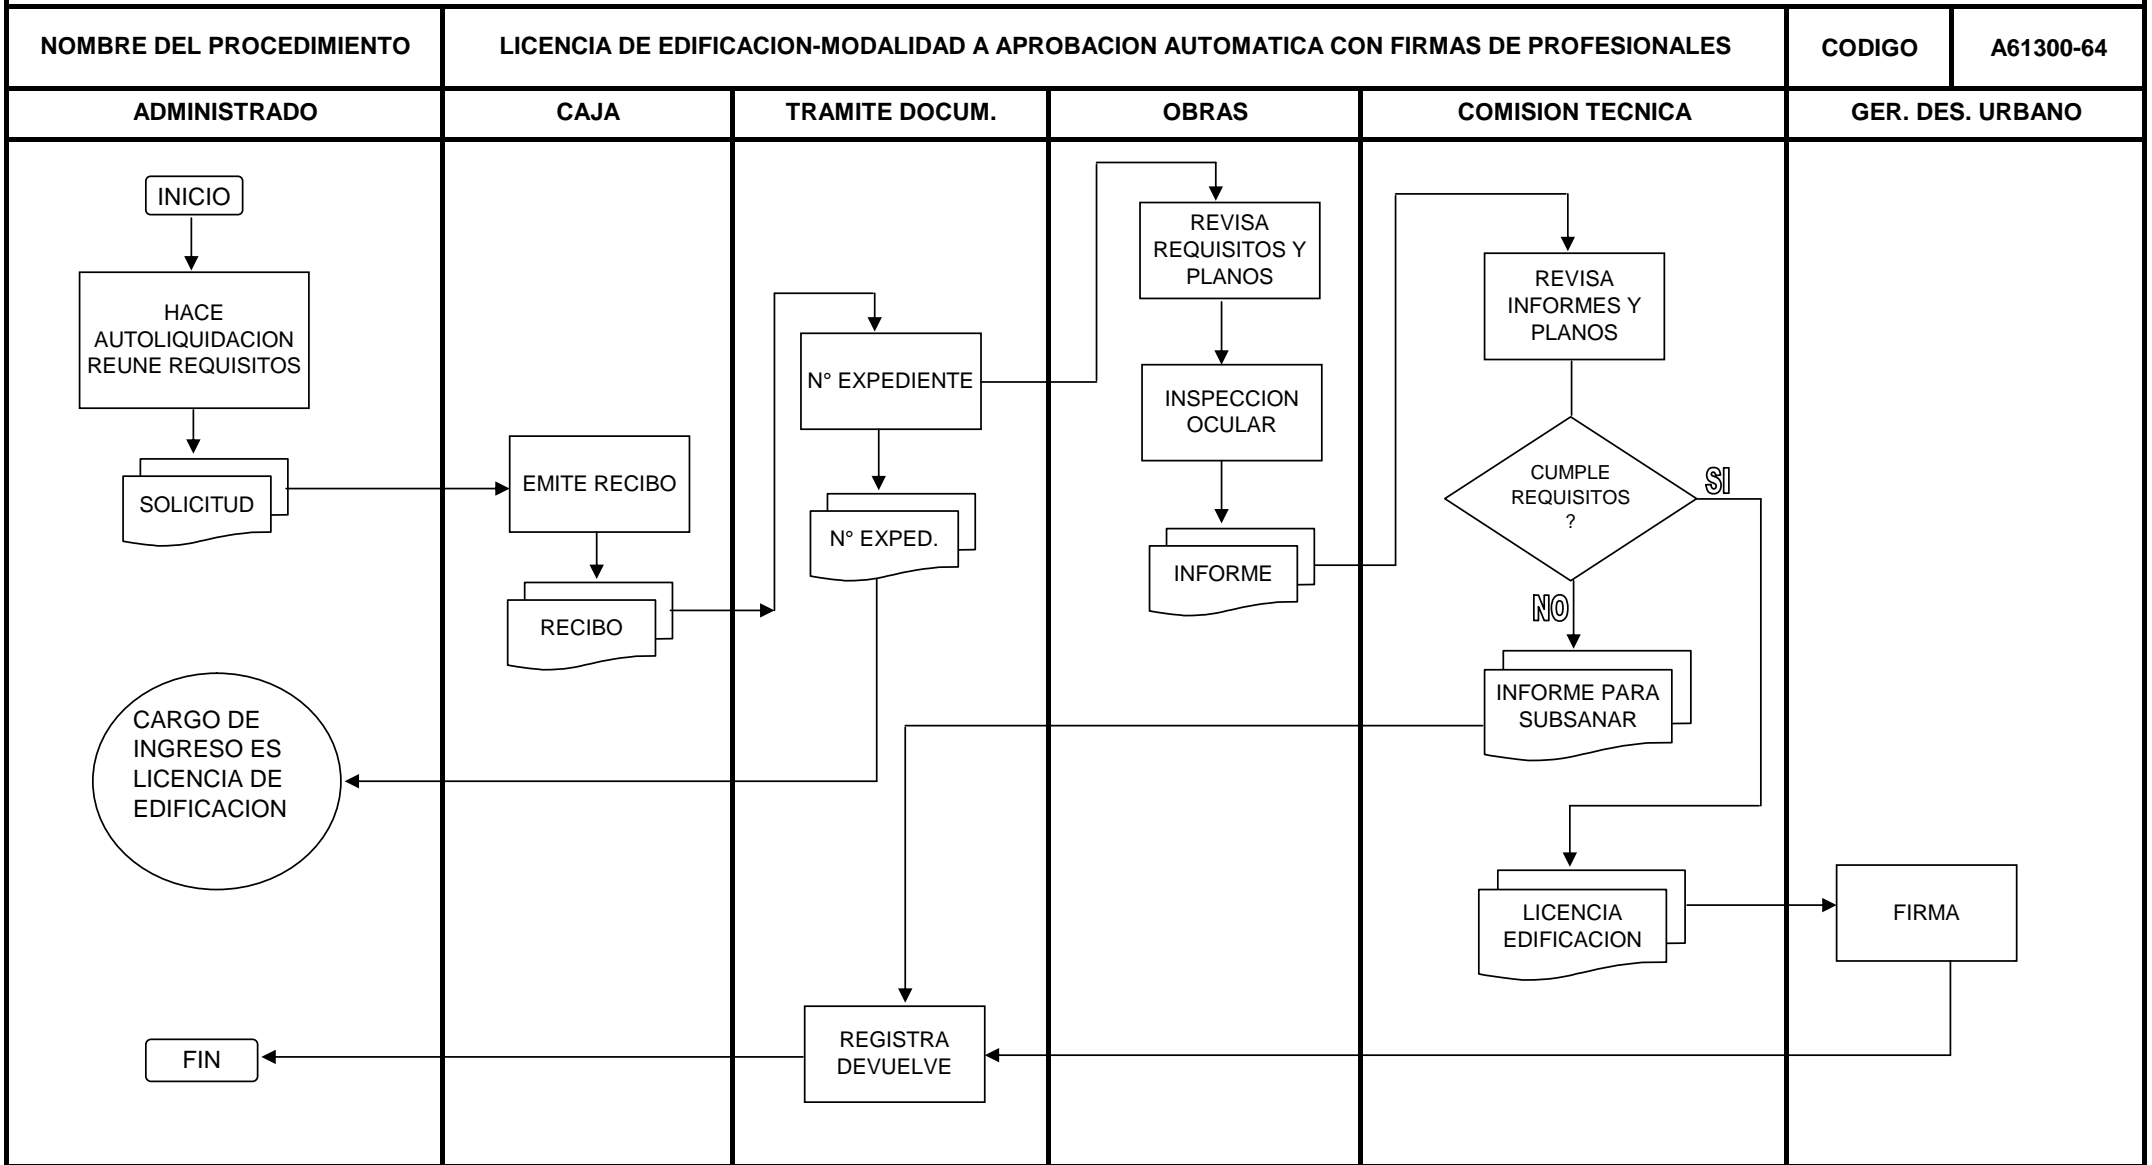 NOMBRE DEL PROCEDIMIENTO
LICENCIA DE EDIFICACION-MODALIDAD A APROBACION AUTOMATICA CON FIRMAS DE PROFESIONALES
CODIGO
A61300-64
ADMINISTRADO
CAJA
TRAMITE DOCUM.
OBRAS
COMISION TECNICA
GER. DES. URBANO
INICIO
HACE
AUTOLIQUIDACION
REUNE REQUISITOS
SOLICITUD
EMITE RECIBO
RECIBO
N° EXPEDIENTE
N° EXPED.
CARGO DE
INGRESO ES
LICENCIA DE
EDIFICACION
REVISA
REQUISITOS Y
PLANOS
INSPECCION
OCULAR
INFORME
REVISA
INFORMES Y
PLANOS
CUMPLE
REQUISITOS
?
SI
NO
INFORME PARA
SUBSANAR
LICENCIA
EDIFICACION
FIRMA
REGISTRA
DEVUELVE
FIN